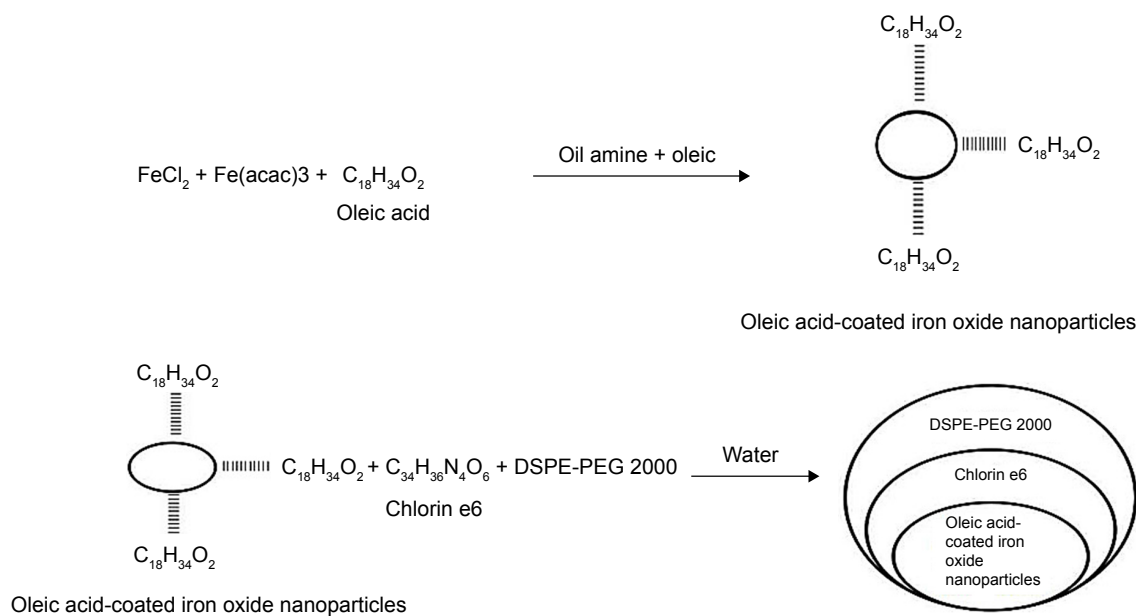 C₁₈H₃₄O₂
FeCl₂ + Fe(acac)3 + C₁₈H₃₄O₂
Oleic acid
Oil amine + oleic
C₁₈H₃₄O₂
C₁₈H₃₄O₂
Oleic acid-coated iron oxide nanoparticles
C₁₈H₃₄O₂
C₁₈H₃₄O₂ + C₃₄H₃₆N₄O₆ + DSPE-PEG 2000
Chlorin e6
C₁₈H₃₄O₂
Oleic acid-coated iron oxide nanoparticles
Water
DSPE-PEG 2000
Chlorin e6
Oleic acid-
coated iron
oxide
nanoparticles